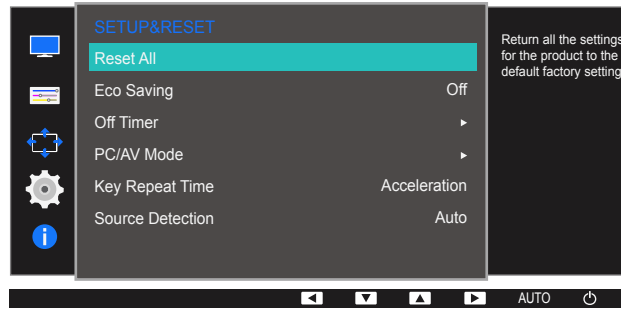 SETUP&RESET
Reset All
Eco Saving Off
Off Timer
PC/AV Mode
Key Repeat Time Acceleration
Source Detection Auto
Return all the settings
for the product to the
default factory setting
AUTO